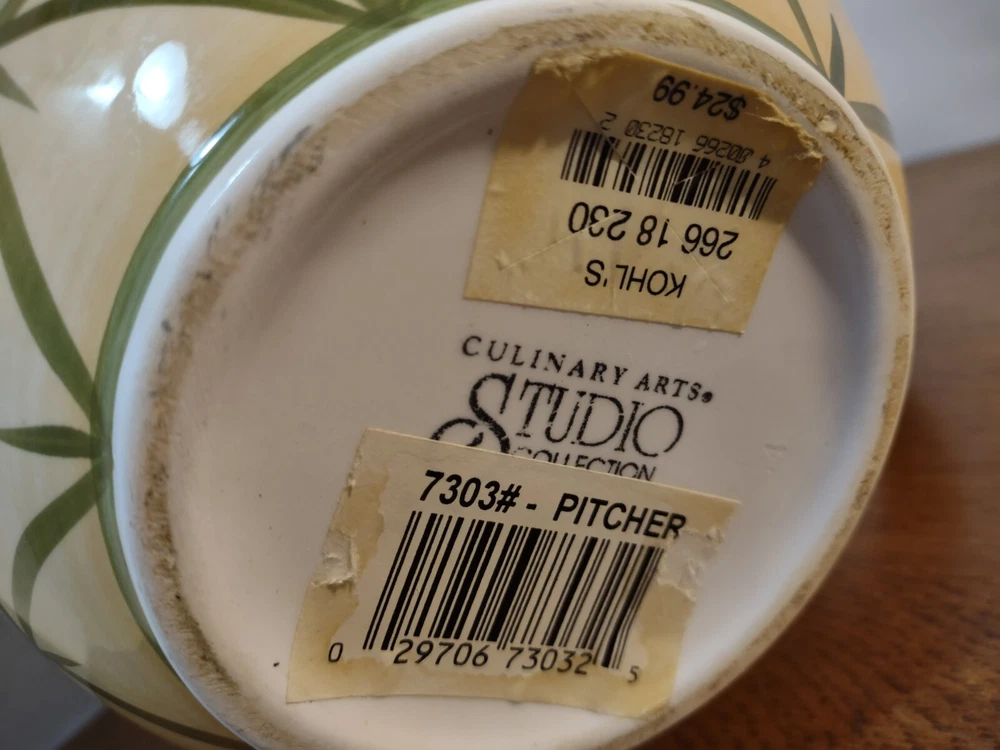 $24.99
4 00266 18230 2
266 18 230
KOHL'S
CULINARY ARTS®
STUDIO
COLLECTION
7303# - PITCHER
0 29706 73032 5